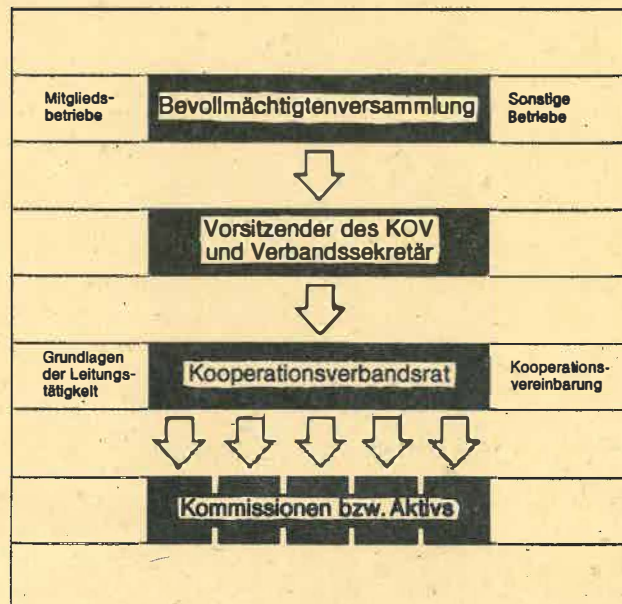 Mitglieds-
betriebe
Bevollmächtigtenversammlung
Sonstige
Betriebe
Vorsitzender des KOV
und Verbandssekretär
Grundlagen
der Leitungs-
tätigkeit
Kooperationsverbandsrat
Kooperations-
vereinbarung
Kommissionen bzw. Aktivs